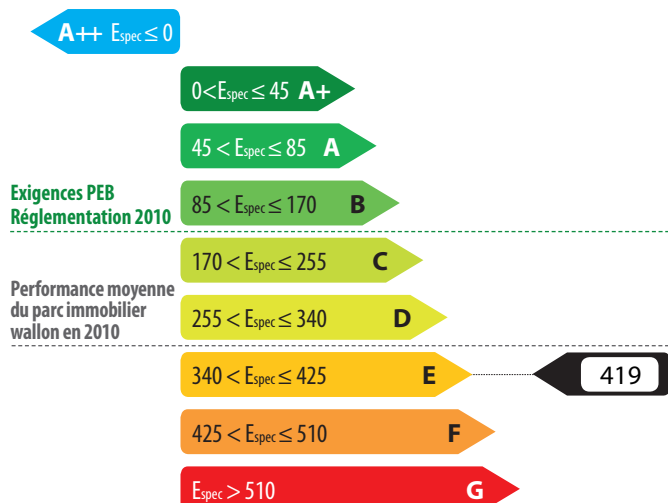 A++ Espec ≤ 0
0<Espec ≤ 45 A+
45 < Espec ≤ 85 A
Exigences PEB
Réglementation 2010
85 < Espec ≤ 170 B
170 < Espec ≤ 255 C
Performance moyenne
du parc immobilier
wallon en 2010
255 < Espec ≤ 340 D
340 < Espec ≤ 425 E
419
425 < Espec ≤ 510 F
Espec > 510 G